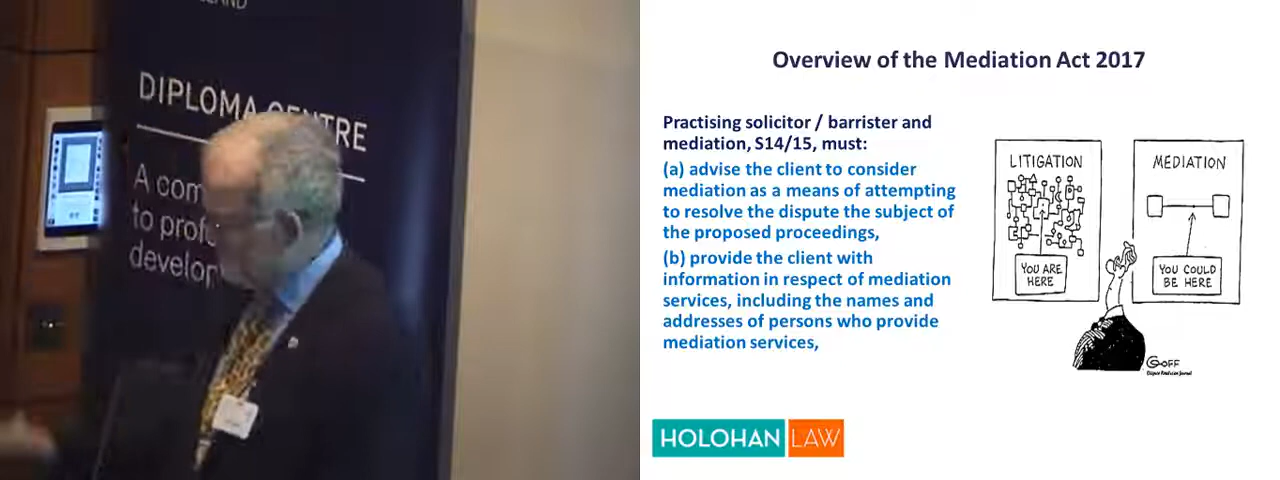 DIPLOMA CENTRE
A com
to profe
develop
Overview of the Mediation Act 2017
Practising solicitor / barrister and
mediation, S14/15, must:
(a) advise the client to consider
mediation as a means of attempting
to resolve the dispute the subject of
the proposed proceedings,
(b) provide the client with
information in respect of mediation
services, including the names and
addresses of persons who provide
mediation services,
LITIGATION
YOU ARE
HERE
MEDIATION
YOU COULD
BE HERE
GOFF
HOLOHAN LAW